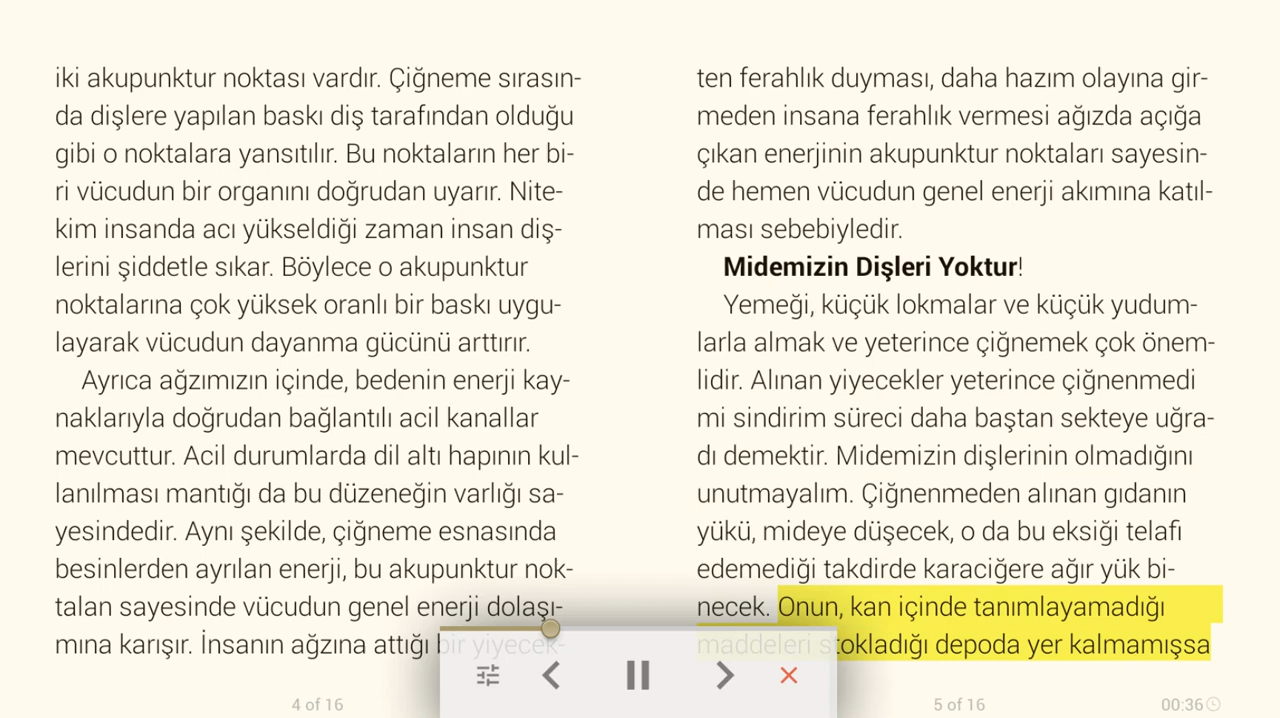 iki akupunktur noktası vardır. Çiğneme sırasın-
da dişlere yapılan baskı diş tarafından olduğu
gibi o noktalara yansıtılır. Bu noktaların her bi-
ri vücudun bir organını doğrudan uyarır. Nite-
kim insanda acı yükseldiği zaman insan diş-
lerini şiddetle sıkar. Böylece o akupunktur
noktalarına çok yüksek oranlı bir baskı uygu-
layarak vücudun dayanma gücünü arttırır.
Ayrıca ağzımızın içinde, bedenin enerji kay-
naklarıyla doğrudan bağlantılı acil kanallar
mevcuttur. Acil durumlarda dil altı hapının kul-
lanılması mantığı da bu düzeneğin varlığı sa-
yesindedir. Aynı şekilde, çiğneme esnasında
besinlerden ayrılan enerji, bu akupunktur nok-
talan sayesinde vücudun genel enerji dolaşı-
mına karışır. İnsanın ağzına attığı bir yiyecek-
4 of 16
ten ferahlık duyması, daha hazım olayına gir-
meden insana ferahlık vermesi ağızda açığa
çıkan enerjinin akupunktur noktaları sayesin-
de hemen vücudun genel enerji akımına katıl-
ması sebebiyledir.
Midemizin Dişleri Yoktur!
Yemeği, küçük lokmalar ve küçük yudum-
larla almak ve yeterince çiğnemek çok önem-
lidir. Alınan yiyecekler yeterince çiğnenmedi
mi sindirim süreci daha baştan sekteye uğra-
dı demektir. Midemizin dişlerinin olmadığını
unutmayalım. Çiğnenmeden alınan gıdanın
yükü, mideye düşecek, o da bu eksiği telafi
edemediği takdirde karaciğere ağır yük bi-
necek. Onun, kan içinde tanımlayamadığı
maddeleri stokladığı depoda yer kalmamışsa
5 of 16
00:36